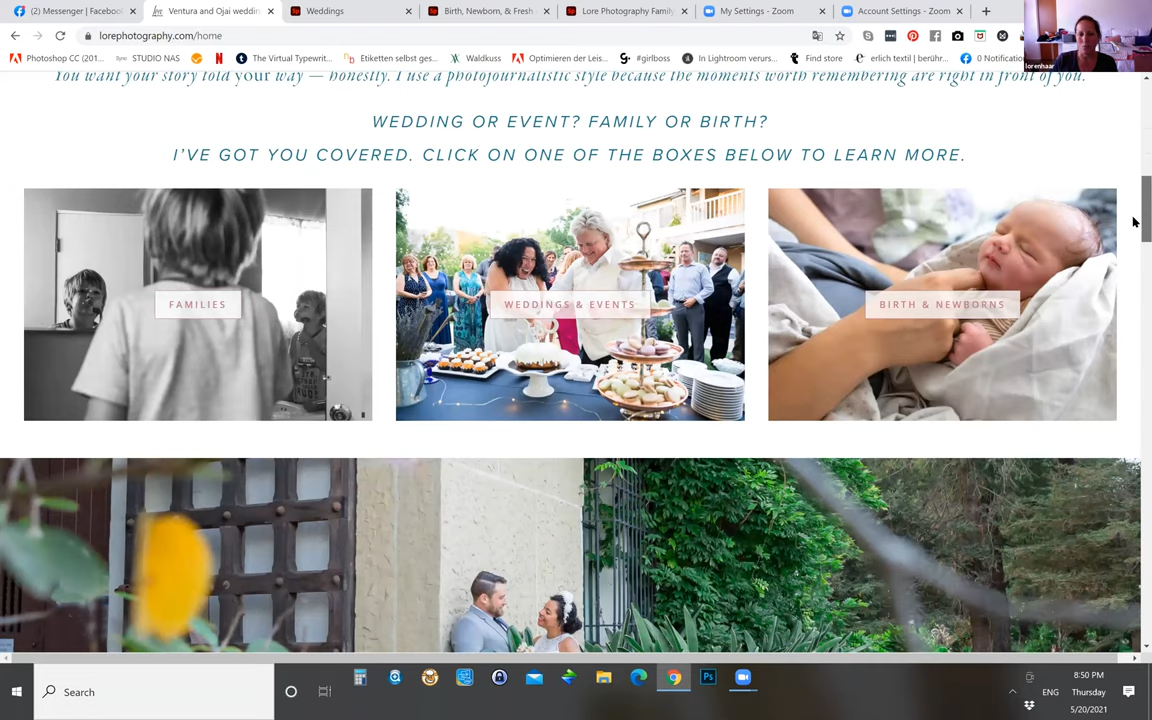 (2) Messenger | Facebook
Ventura and Ojai weddin
Weddings
Birth, Newborn, & Fresh
Lore Photography Family
My Settings - Zoom
Account Settings - Zoom
lorephotography.com/home
Photoshop CC (201...
STUDIO NAS
The Virtual Typewrit...
Etiketten selbst ges...
Waldkuss
Optimieren der Leis...
#girlboss
In Lightroom verurs...
Find store
erlich textil | berühr...
0 Notificatio
lorenhaar
You want your story told your way — honestly. I use a photojournalistic style because the moments worth remembering are right in front of you.
WEDDING OR EVENT? FAMILY OR BIRTH?
I'VE GOT YOU COVERED. CLICK ON ONE OF THE BOXES BELOW TO LEARN MORE.
FAMILIES
WEDDINGS & EVENTS
BIRTH & NEWBORNS
Search
ENG
8:50 PM
Thursday
5/20/2021